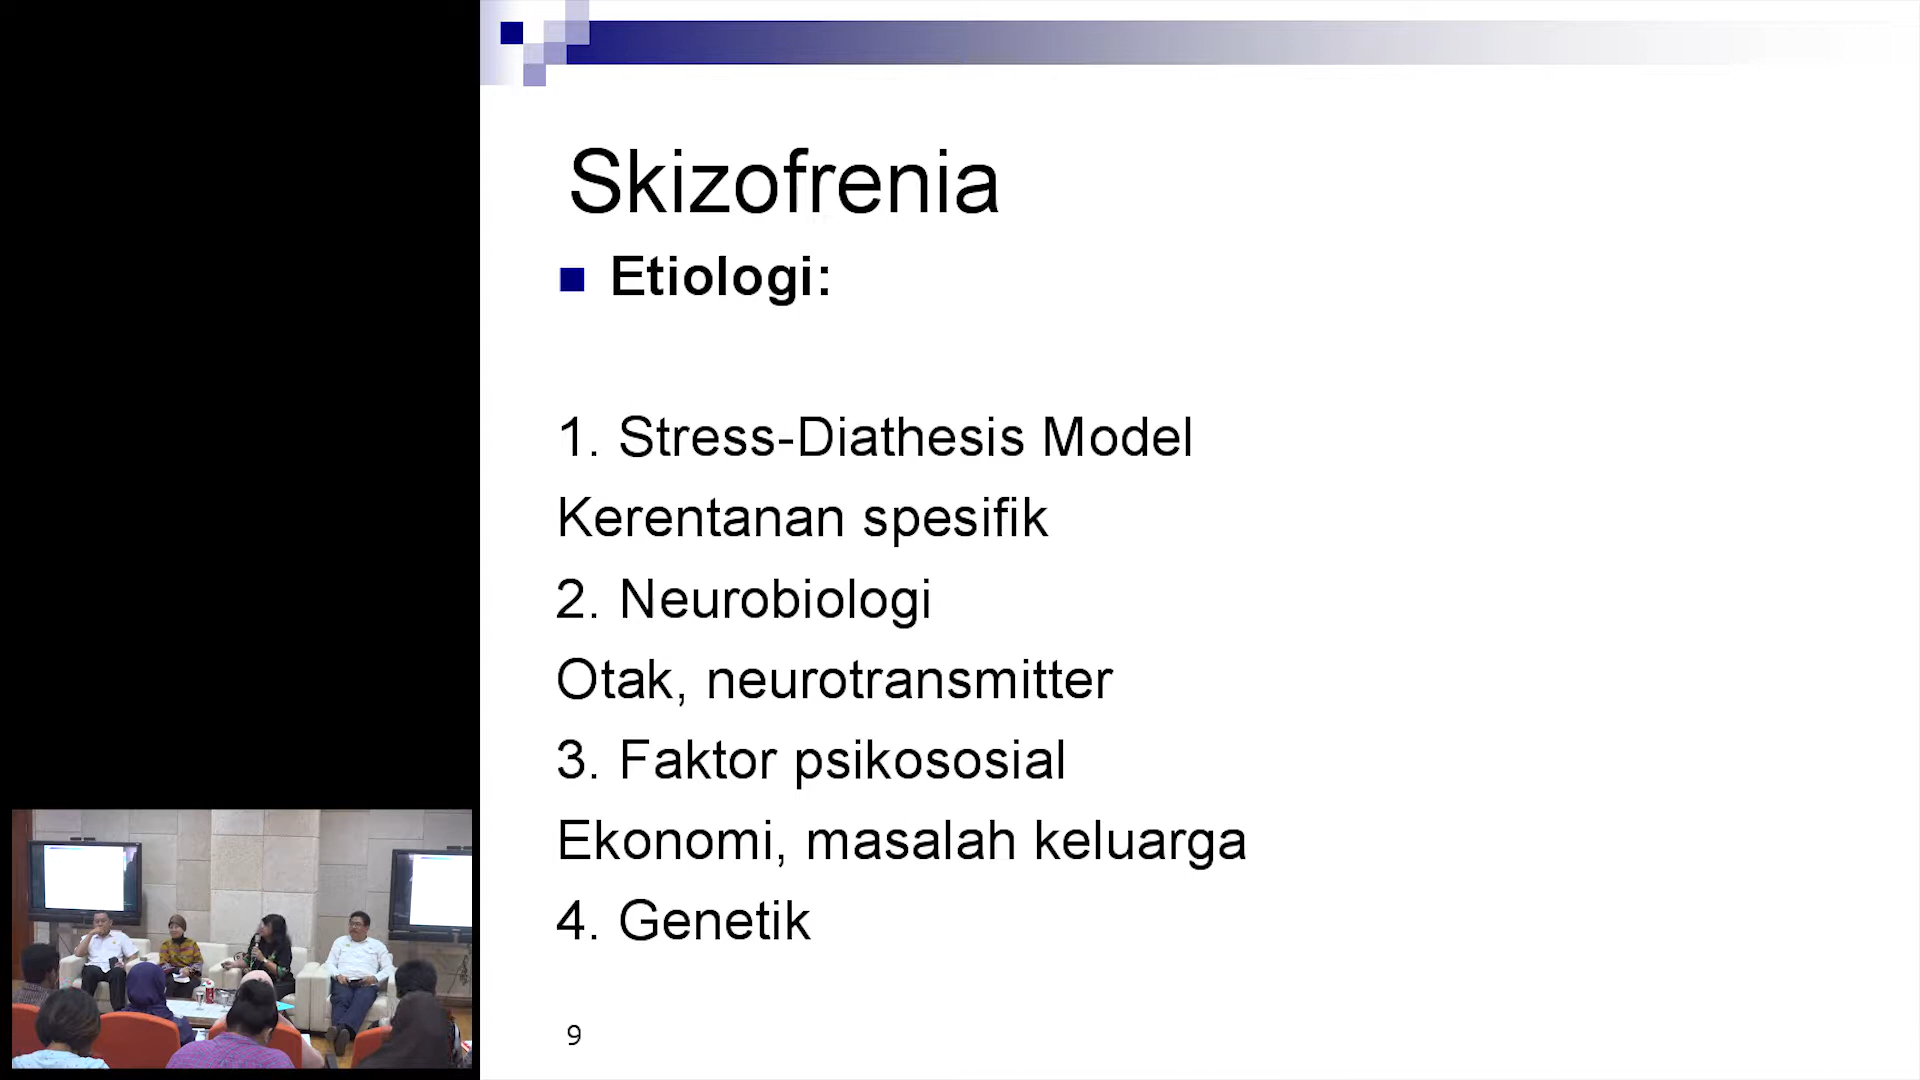 Skizofrenia
Etiologi:
1. Stress-Diathesis Model
Kerentanan spesifik
2. Neurobiologi
Otak, neurotransmitter
3. Faktor psikososial
Ekonomi, masalah keluarga
4. Genetik
9